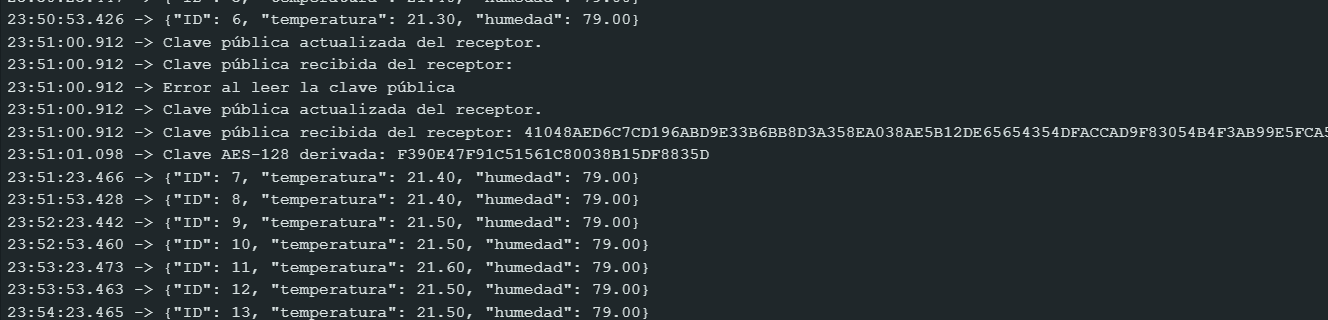 23:50:53.426 -> {"ID": 6, "temperatura": 21.30, "humedad": 79.00}
23:51:00.912 -> Clave pública actualizada del receptor.
23:51:00.912 -> Clave pública recibida del receptor:
23:51:00.912 -> Error al leer la clave pública
23:51:00.912 -> Clave pública actualizada del receptor.
23:51:00.912 -> Clave pública recibida del receptor: 41048AED6C7CD196ABD9E33B6BB8D3A358EA038AE5B12DE65654354DFACCAD9F83054B4F3AB99E5FCA5
23:51:01.098 -> Clave AES-128 derivada: F390E47F91C51561C80038B15DF8835D
23:51:23.466 -> {"ID": 7, "temperatura": 21.40, "humedad": 79.00}
23:51:53.428 -> {"ID": 8, "temperatura": 21.40, "humedad": 79.00}
23:52:23.442 -> {"ID": 9, "temperatura": 21.50, "humedad": 79.00}
23:52:53.460 -> {"ID": 10, "temperatura": 21.50, "humedad": 79.00}
23:53:23.473 -> {"ID": 11, "temperatura": 21.60, "humedad": 79.00}
23:53:53.463 -> {"ID": 12, "temperatura": 21.50, "humedad": 79.00}
23:54:23.465 -> {"ID": 13, "temperatura": 21.50, "humedad": 79.00}